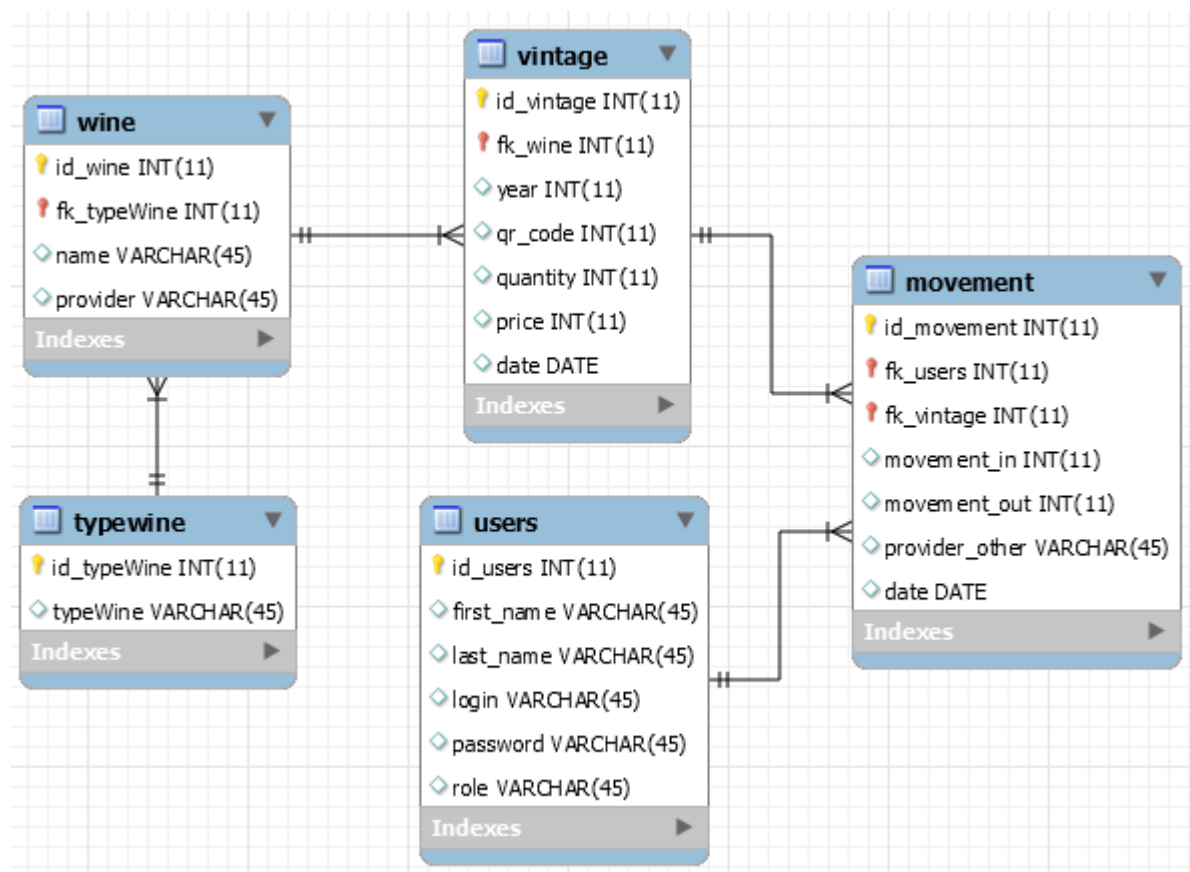 wine
id_wine INT(11)
fk_typeWine INT(11)
name VARCHAR(45)
provider VARCHAR(45)
Indexes
vintage
id_vintage INT(11)
fk_wine INT(11)
year INT(11)
qr_code INT(11)
quantity INT(11)
price INT(11)
date DATE
Indexes
movement
id_movement INT(11)
fk_users INT(11)
fk_vintage INT(11)
movement_in INT(11)
movement_out INT(11)
provider_other VARCHAR(45)
date DATE
Indexes
typewine
id_typeWine INT(11)
typeWine VARCHAR(45)
Indexes
users
id_users INT(11)
first_name VARCHAR(45)
last_name VARCHAR(45)
login VARCHAR(45)
password VARCHAR(45)
role VARCHAR(45)
Indexes